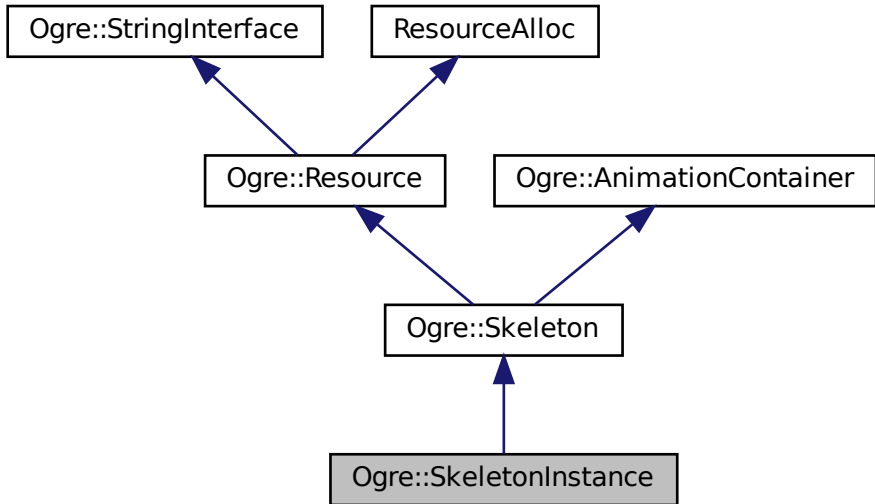 Ogre::StringInterface
ResourceAlloc
Ogre::Resource
Ogre::AnimationContainer
Ogre::Skeleton
Ogre::SkeletonInstance